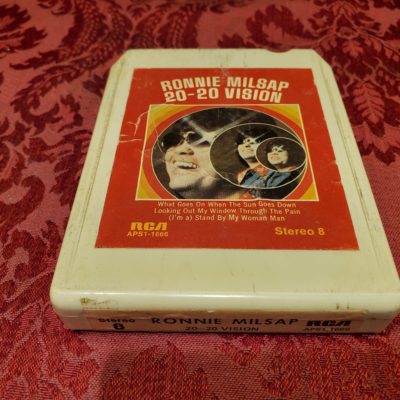 RONNIE MILSAP
20-20 VISION
What Goes On When The Sun Goes Down
Looking Out My Window Through The Pain
(I'm a) Stand By My Woman Man
RCA
APS1-1666
Stereo 8
Stereo
8
RONNIE MILSAP
20-20 VISION
RCA
APS1-1666